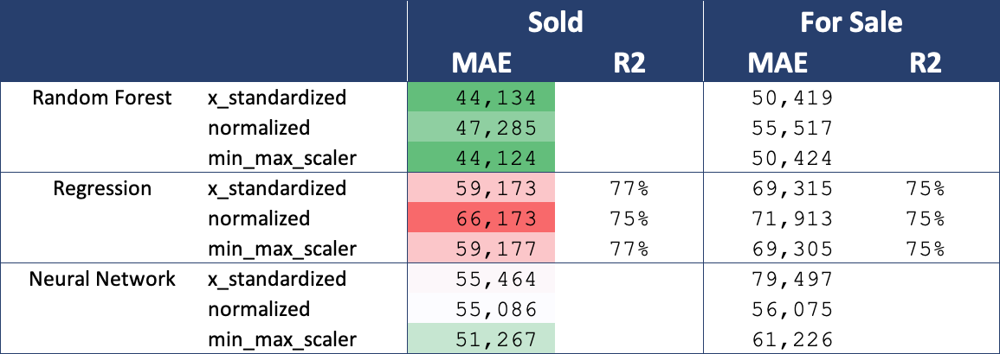 Sold For Sale
MAE R2 MAE R2
Random Forest x_standardized 44,134 50,419
normalized 47,285 55,517
min_max_scaler 44,124 50,424
Regression x_standardized 59,173 77% 69,315 75%
normalized 66,173 75% 71,913 75%
min_max_scaler 59,177 77% 69,305 75%
Neural Network x_standardized 55,464 79,497
normalized 55,086 56,075
min_max_scaler 51,267 61,226